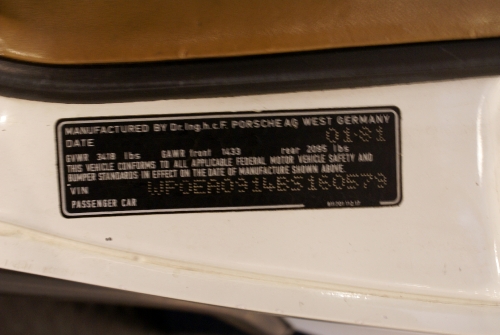 MANUFACTURED BY Dr.Ing.h.c.F. PORSCHE AG WEST GERMANY
DATE 01-81
GVWR 3418 lbs GAWR front 1433 rear 2095 lbs
THIS VEHICLE CONFORMS TO ALL APPLICABLE FEDERAL MOTOR VEHICLE SAFETY AND
BUMPER STANDARDS IN EFFECT ON THE DATE OF MANUFACTURE SHOWN ABOVE.
VIN WP0EA0914BS160579
PASSENGER CAR